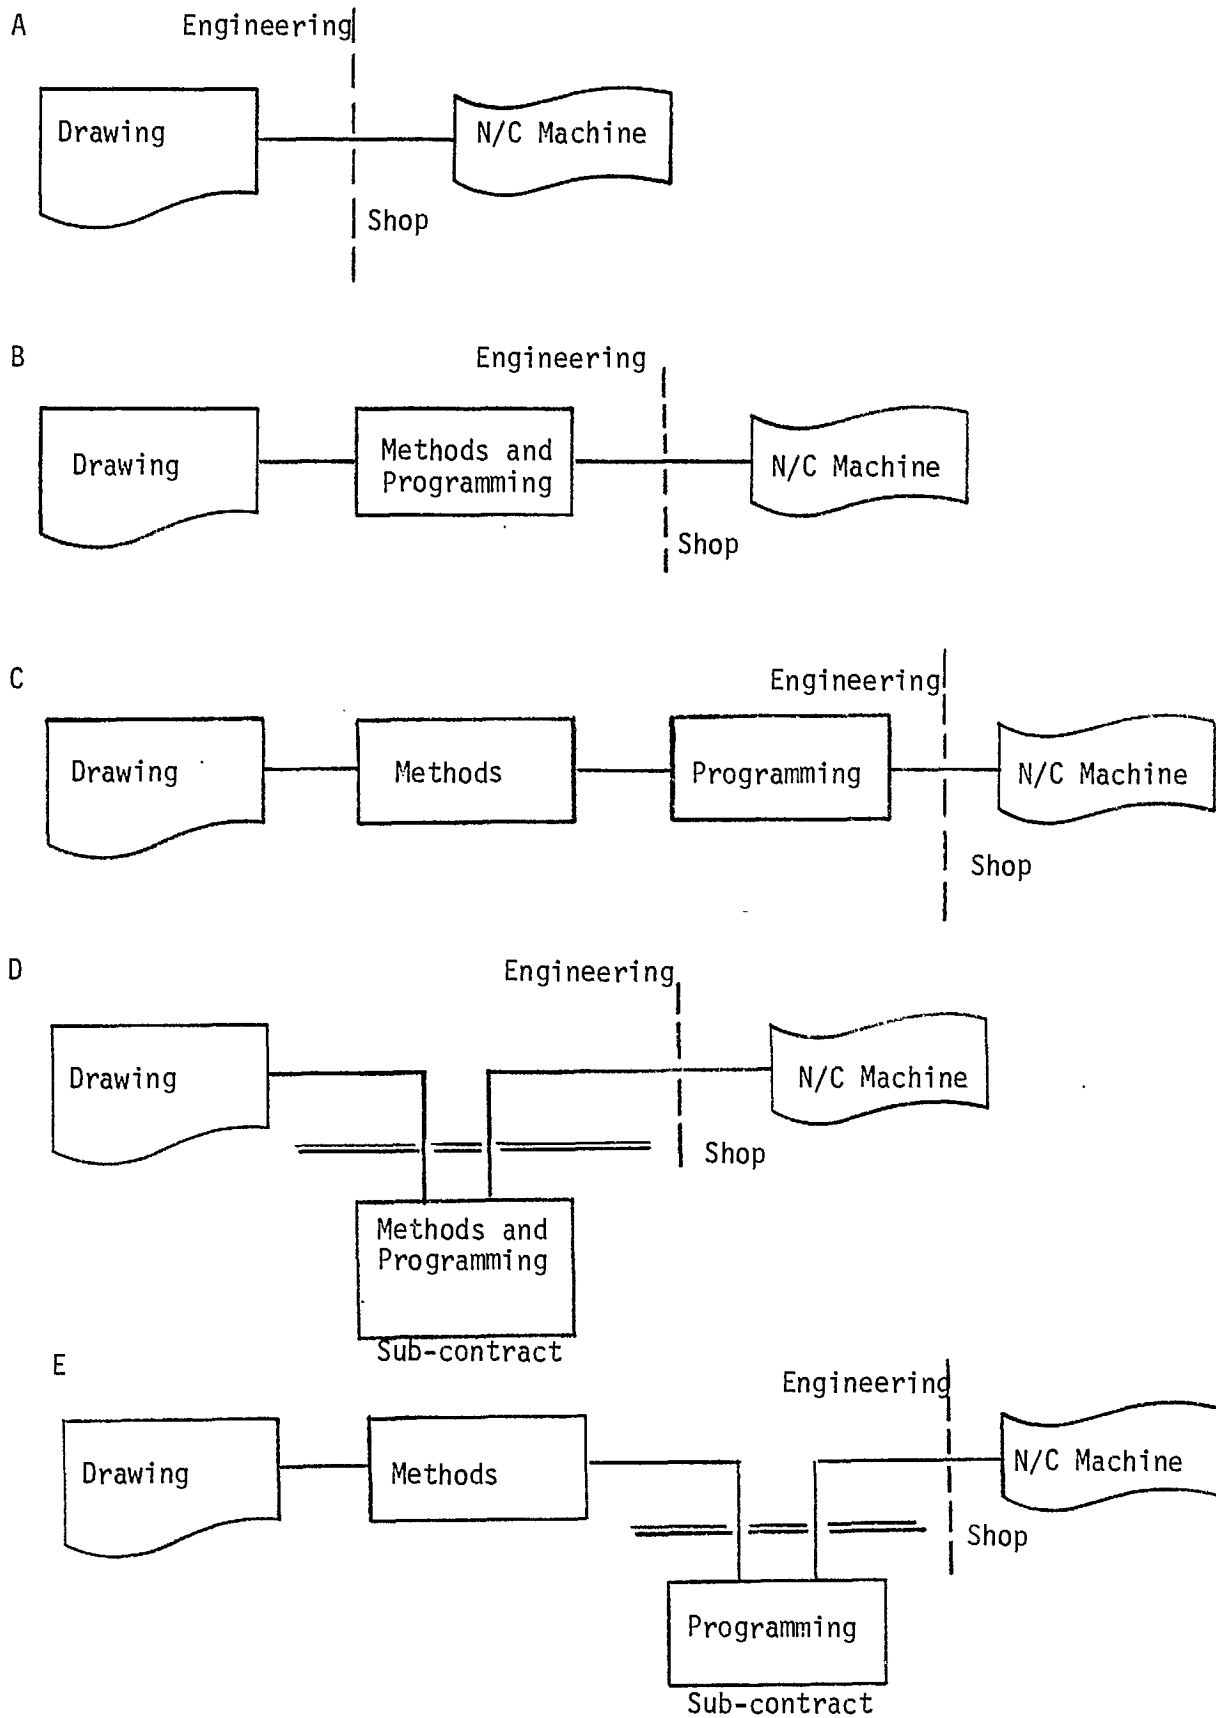 A
Engineering
Drawing
N/C Machine
Shop
B
Engineering
Drawing
Methods and
Programming
N/C Machine
Shop
C
Engineering
Drawing
Methods
Programming
N/C Machine
Shop
D
Engineering
Drawing
N/C Machine
Shop
Methods and
Programming
Sub-contract
E
Engineering
Drawing
Methods
N/C Machine
Shop
Programming
Sub-contract